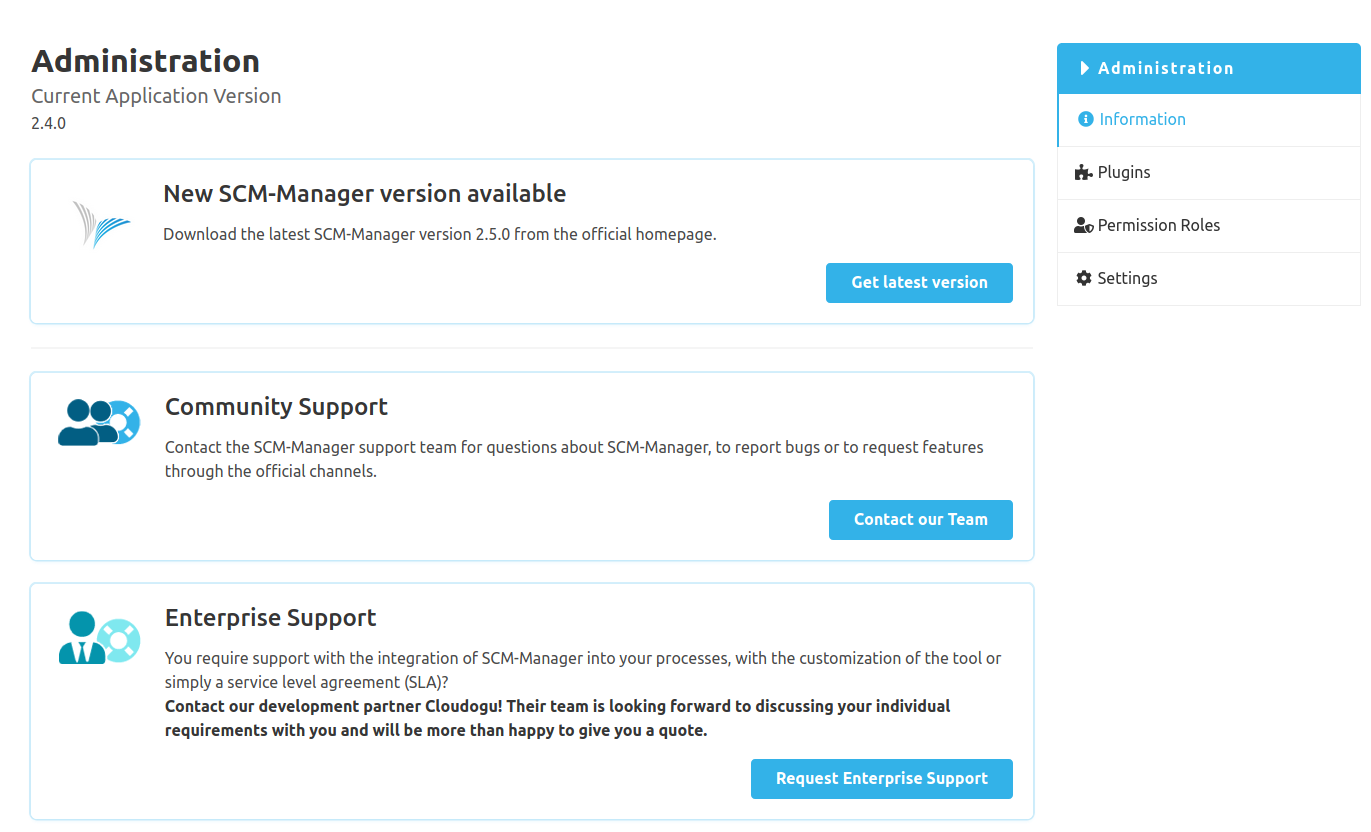 Administration
Current Application Version
2.4.0
New SCM-Manager version available
Download the latest SCM-Manager version 2.5.0 from the official homepage.
Get latest version
Community Support
Contact the SCM-Manager support team for questions about SCM-Manager, to report bugs or to request features
through the official channels.
Contact our Team
Enterprise Support
You require support with the integration of SCM-Manager into your processes, with the customization of the tool or
simply a service level agreement (SLA)?
Contact our development partner Cloudogu! Their team is looking forward to discussing your individual
requirements with you and will be more than happy to give you a quote.
Request Enterprise Support
Administration
Information
Plugins
Permission Roles
Settings